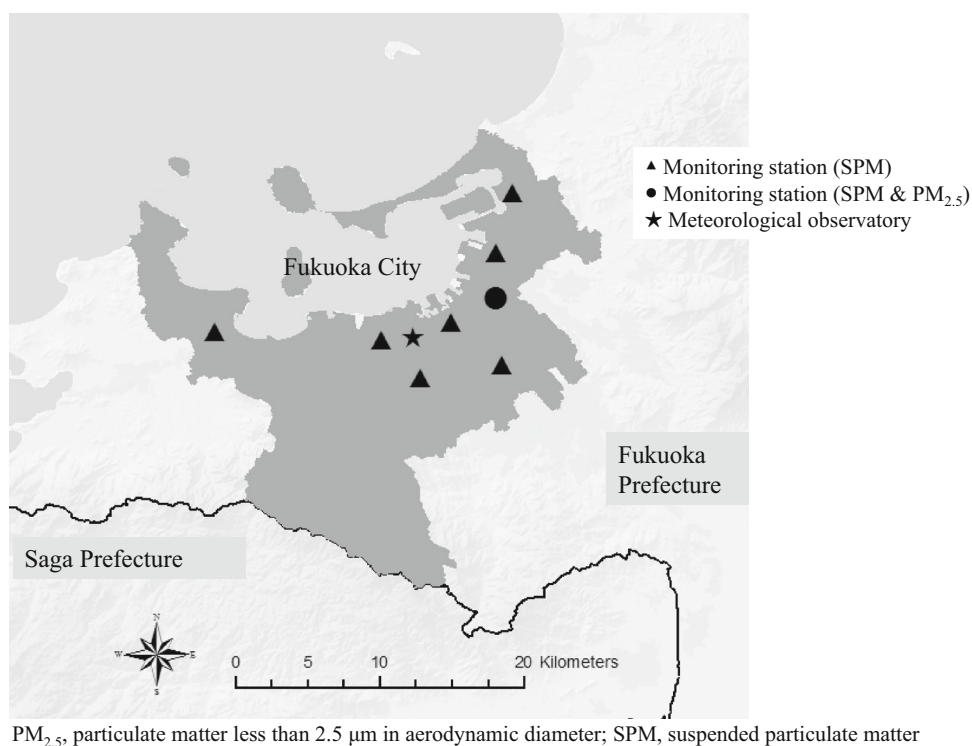 ▲ Monitoring station (SPM)
● Monitoring station (SPM & PM2.5)
★ Meteorological observatory
Fukuoka City
Fukuoka
Prefecture
Saga Prefecture
N
W E
S
0 5 10 20 Kilometers
PM2.5, particulate matter less than 2.5 μm in aerodynamic diameter; SPM, suspended particulate matter